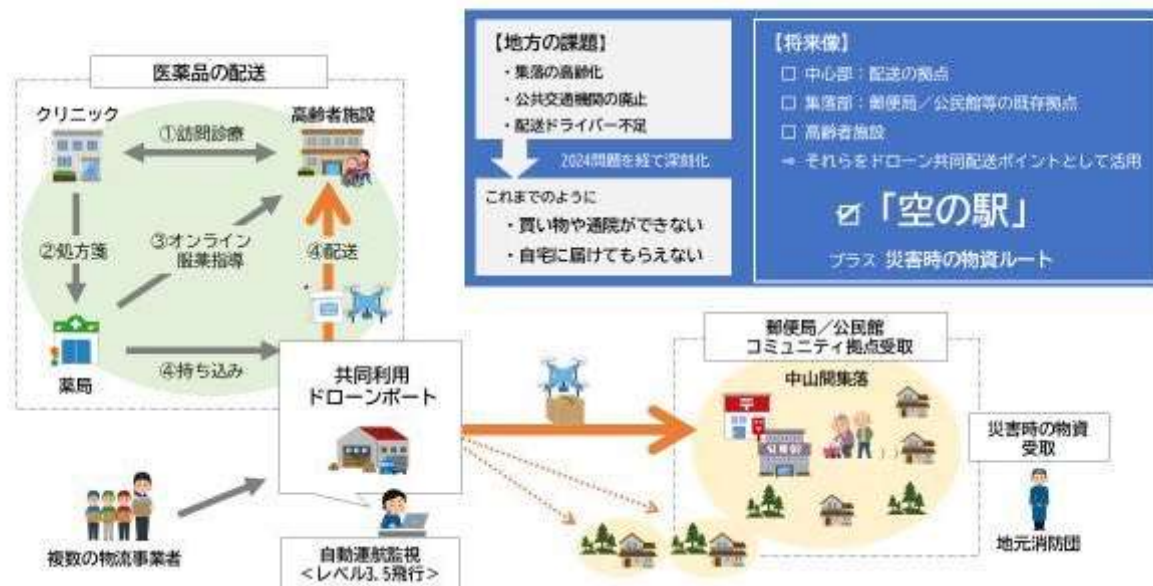 医薬品の配送
クリニック
高齢者施設
①訪問診療
②処方箋
③オンライン
服薬指導
④配送
薬局
④持ち込み
共同利用
ドローンポート
複数の物流事業者
自動運航監視
<レベル3.5飛行>
【地方の課題】
・集落の高齢化
・公共交通機関の廃止
・配送ドライバー不足
2024問題を経て深刻化
これまでのように
・買い物や通院ができない
・自宅に届けてもらえない
【将来像】
□ 中心部：配送の拠点
□ 集落部：郵便局／公民館等の既存拠点
□ 高齢者施設
⇒ それらをドローン共同配送ポイントとして活用
☑「空の駅」
プラス 災害時の物資ルート
郵便局／公民館
コミュニティ拠点受取
中山間集落
〒
公民館
災害時の物資
受取
地元消防団